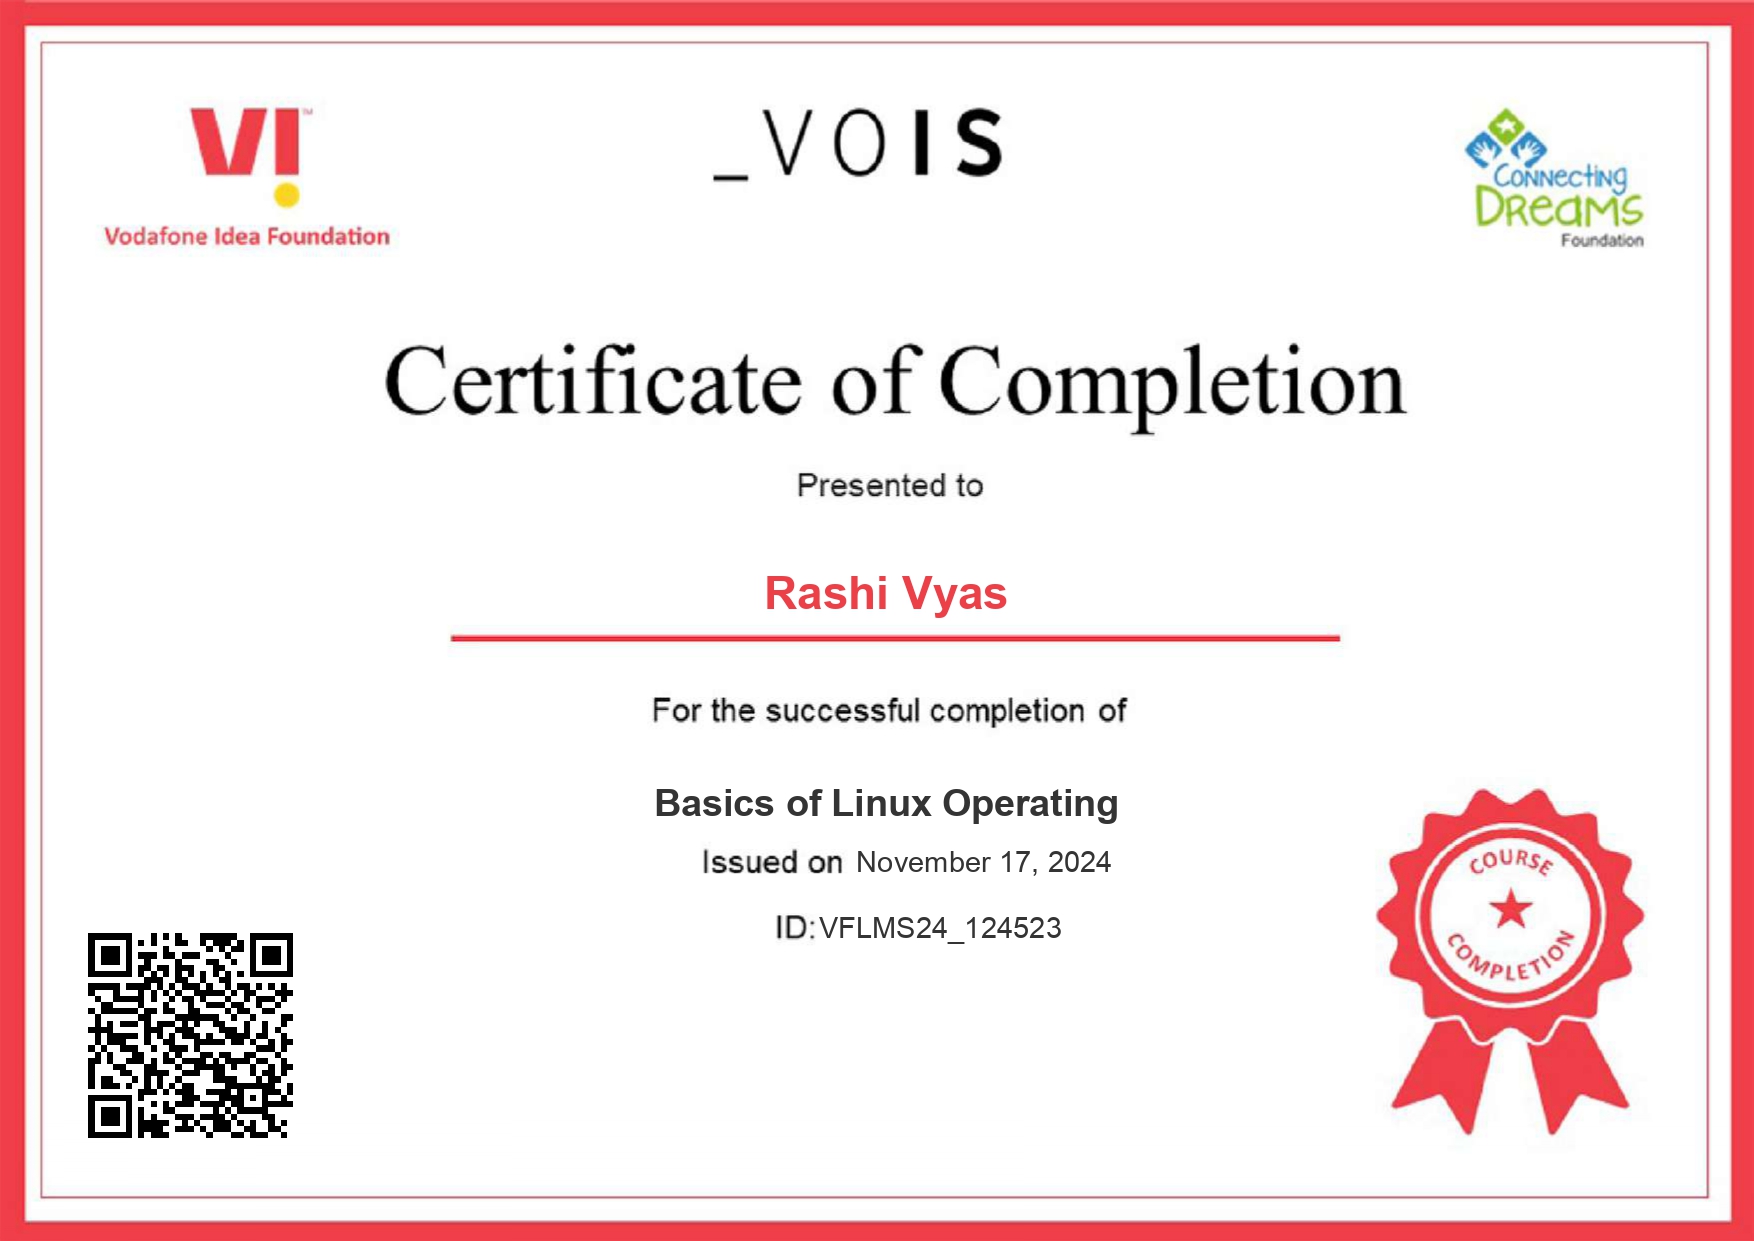 VI™
Vodafone Idea Foundation
_VOIS
Connecting
Dreams
Foundation
Certificate of Completion
Presented to
Rashi Vyas
For the successful completion of
Basics of Linux Operating
Issued on November 17, 2024
ID:VFLMS24_124523
COURSE
COMPLETION